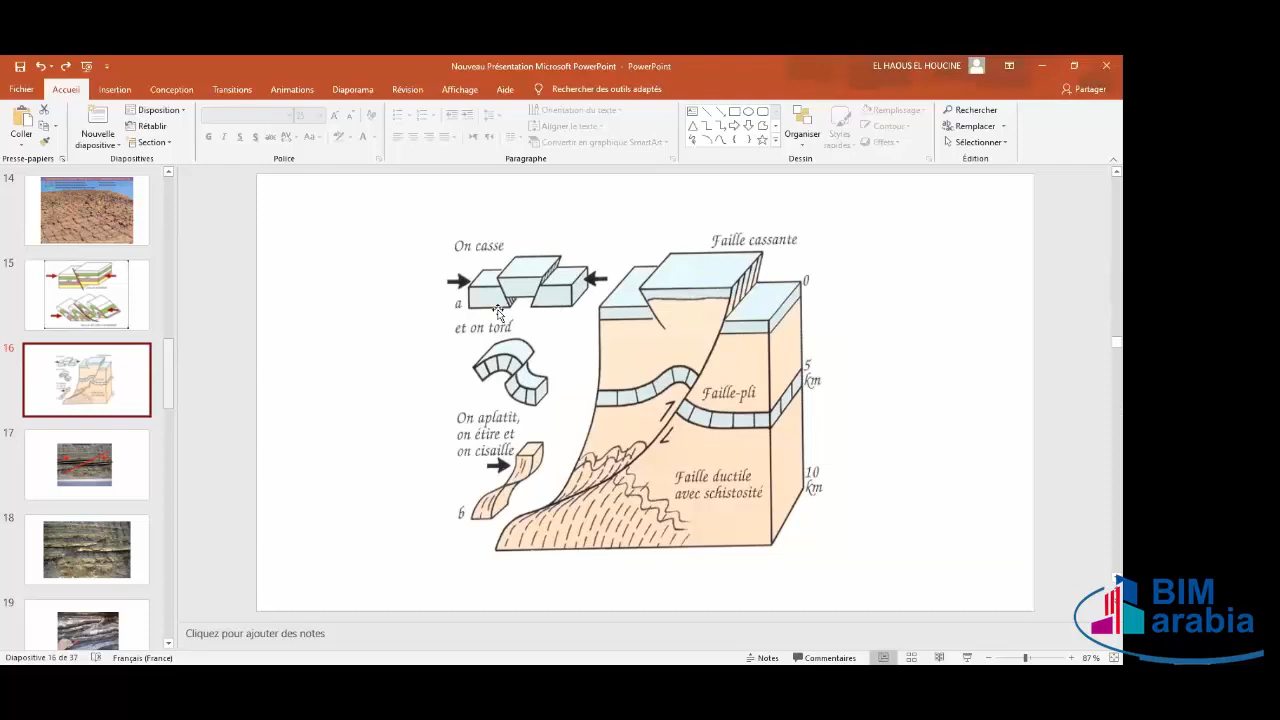 Nouveau Présentation Microsoft PowerPoint - PowerPoint
EL HAOUS EL HOUCINE
Fichier
Accueil
Insertion
Conception
Transitions
Animations
Diaporama
Révision
Affichage
Aide
Rechercher des outils adaptés
Partager
Coller
Presse-papiers
Nouvelle
diapositive
Disposition
Rétablir
Section
Diapositives
G
I
S
S
abc
AV
Aa
A
Police
Orientation du texte
Aligner le texte
Convertir en graphique SmartArt
Paragraphe
Organiser
Styles
rapides
Remplissage
Contour
Effets
Dessin
Rechercher
Remplacer
Sélectionner
Édition
14
15
16
17
18
19
On casse
a
et on tord
On aplatit,
on étire et
on cisaille
b
Faille cassante
0
5
km
Faille-pli
10
km
Faille ductile
avec schistosité
Cliquez pour ajouter des notes
Diapositive 16 de 37
Français (France)
Notes
Commentaires
87 %
BIM
arabia